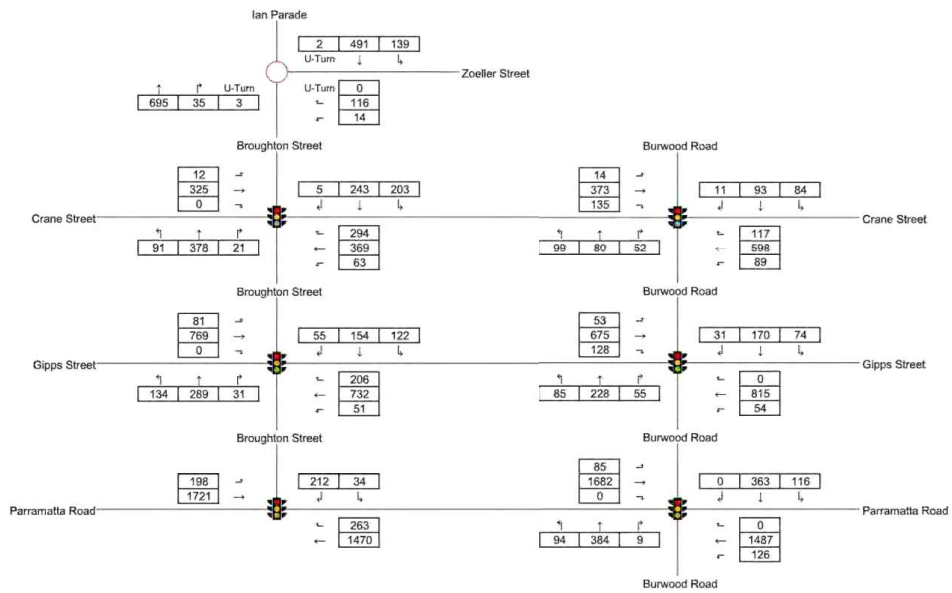 Ian Parade
2 491 139
U-Turn ↓ ↳
Zoeller Street
↑ ↱ U-Turn
695 35 3
U-Turn 0
116
14
Broughton Street
Burwood Road
12
325 →
0
5 243 203
14
373 →
135
11 93 84
Crane Street
Crane Street
↰ ↑ ↱
91 378 21
294
← 369
63
↰ ↑ ↱
99 80 52
117
← 598
89
Broughton Street
Burwood Road
81
769 →
0
55 154 122
53
675 →
128
31 170 74
Gipps Street
Gipps Street
↰ ↑ ↱
134 289 31
206
← 732
51
↰ ↑ ↱
85 228 55
0
← 815
54
Broughton Street
Burwood Road
198
1721 →
212 34
85
1682 →
0
0 363 116
Parramatta Road
Parramatta Road
263
← 1470
↰ ↑ ↱
94 384 9
0
← 1487
126
Burwood Road